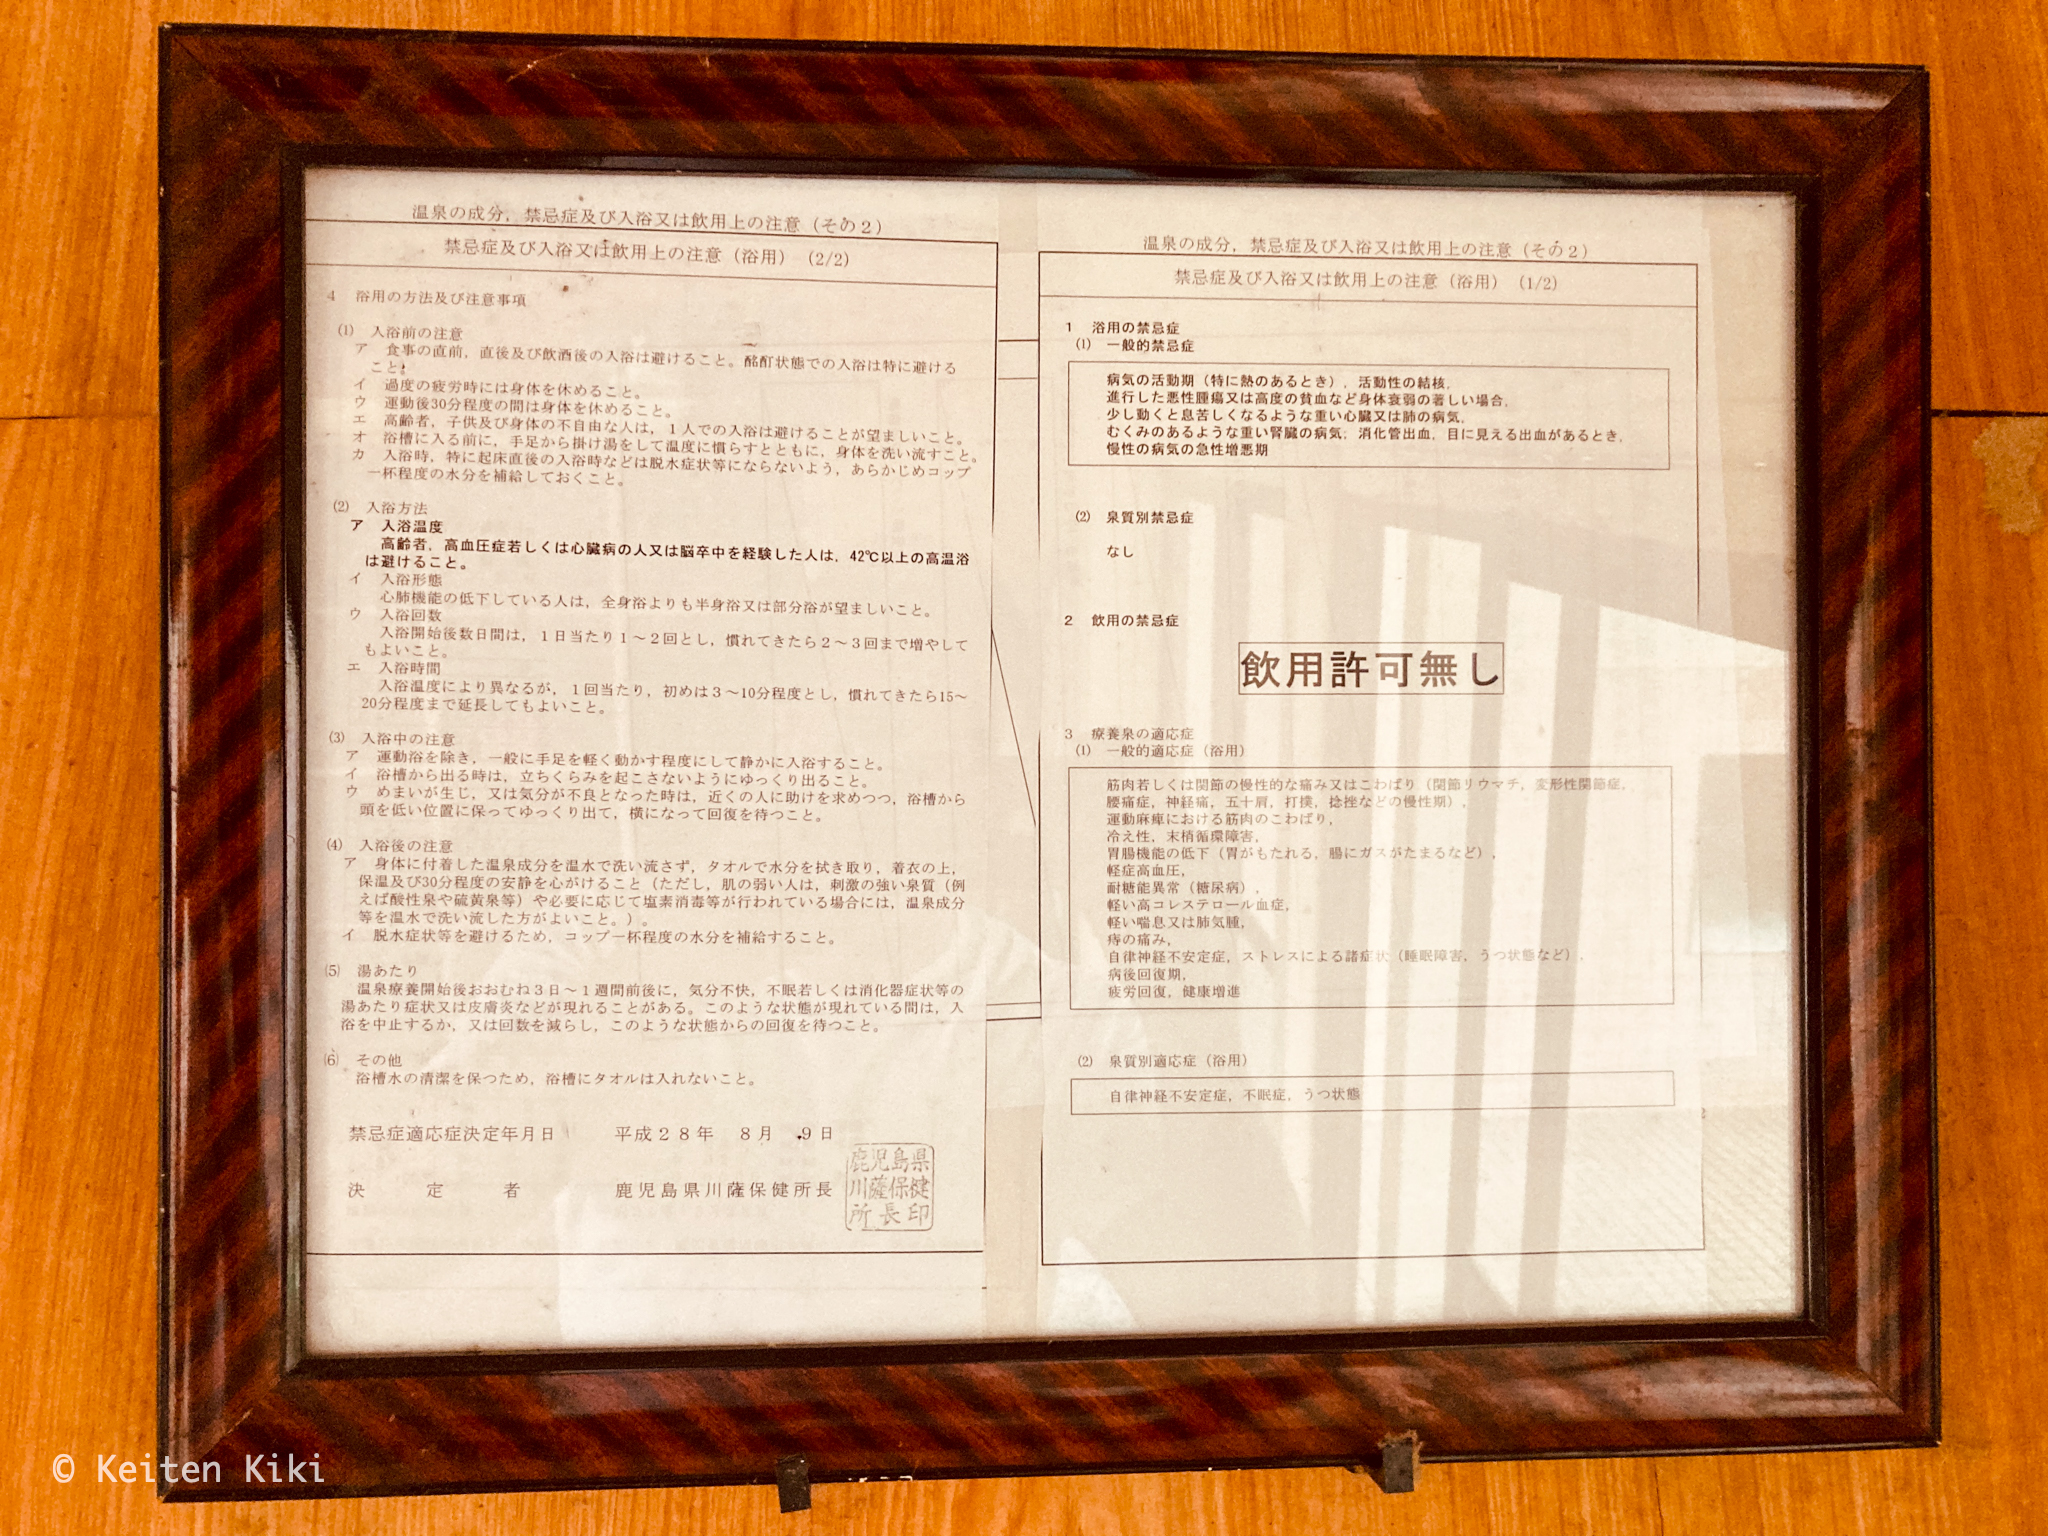 温泉の成分，禁忌症及び入浴又は飲用上の注意（その２）
禁忌症及び入浴又は飲用上の注意（浴用）（2/2）
4　浴用の方法及び注意事項
⑴　入浴前の注意
ア　食事の直前，直後及び飲酒後の入浴は避けること。酩酊状態での入浴は特に避ける
こと。
イ　過度の疲労時には身体を休めること。
ウ　運動後30分程度の間は身体を休めること。
エ　高齢者，子供及び身体の不自由な人は，１人での入浴は避けることが望ましいこと。
オ　浴槽に入る前に，手足から掛け湯をして温度に慣らすとともに，身体を洗い流すこと。
カ　入浴時，特に起床直後の入浴時などは脱水症状等にならないよう，あらかじめコップ
一杯程度の水分を補給しておくこと。
⑵　入浴方法
ア　入浴温度
高齢者，高血圧症若しくは心臓病の人又は脳卒中を経験した人は，42℃以上の高温浴
は避けること。
イ　入浴形態
心肺機能の低下している人は，全身浴よりも半身浴又は部分浴が望ましいこと。
ウ　入浴回数
入浴開始後数日間は，１日当たり１～２回とし，慣れてきたら２～３回まで増やして
もよいこと。
エ　入浴時間
入浴温度により異なるが，１回当たり，初めは３～10分程度とし，慣れてきたら15～
20分程度まで延長してもよいこと。
⑶　入浴中の注意
ア　運動浴を除き，一般に手足を軽く動かす程度にして静かに入浴すること。
イ　浴槽から出る時は，立ちくらみを起こさないようにゆっくり出ること。
ウ　めまいが生じ，又は気分が不良となった時は，近くの人に助けを求めつつ，浴槽から
頭を低い位置に保ってゆっくり出て，横になって回復を待つこと。
⑷　入浴後の注意
ア　身体に付着した温泉成分を温水で洗い流さず，タオルで水分を拭き取り，着衣の上，
保温及び30分程度の安静を心がけること（ただし，肌の弱い人は，刺激の強い泉質（例
えば酸性泉や硫黄泉等）や必要に応じて塩素消毒等が行われている場合には，温泉成分
等を温水で洗い流した方がよいこと。）。
イ　脱水症状等を避けるため，コップ一杯程度の水分を補給すること。
⑸　湯あたり
温泉療養開始後おおむね３日～１週間前後に，気分不快，不眠若しくは消化器症状等の
湯あたり症状又は皮膚炎などが現れることがある。このような状態が現れている間は，入
浴を中止するか，又は回数を減らし，このような状態からの回復を待つこと。
⑹　その他
浴槽水の清潔を保つため，浴槽にタオルは入れないこと。
禁忌症適応症決定年月日　平成２８年　８月　９日
決　定　者　鹿児島県川薩保健所長
鹿児島県
川薩保健
所長印
温泉の成分，禁忌症及び入浴又は飲用上の注意（その２）
禁忌症及び入浴又は飲用上の注意（浴用）（1/2）
1　浴用の禁忌症
⑴　一般的禁忌症
病気の活動期（特に熱のあるとき），活動性の結核，
進行した悪性腫瘍又は高度の貧血など身体衰弱の著しい場合，
少し動くと息苦しくなるような重い心臓又は肺の病気，
むくみのあるような重い腎臓の病気，消化管出血，目に見える出血があるとき，
慢性の病気の急性増悪期
⑵　泉質別禁忌症
なし
2　飲用の禁忌症
飲用許可無し
3　療養泉の適応症
⑴　一般的適応症（浴用）
筋肉若しくは関節の慢性的な痛み又はこわばり（関節リウマチ，変形性関節症，
腰痛症，神経痛，五十肩，打撲，捻挫などの慢性期），
運動麻痺における筋肉のこわばり，
冷え性，末梢循環障害，
胃腸機能の低下（胃がもたれる，腸にガスがたまるなど），
軽症高血圧，
耐糖能異常（糖尿病），
軽い高コレステロール血症，
軽い喘息又は肺気腫，
痔の痛み，
自律神経不安定症，ストレスによる諸症状（睡眠障害，うつ状態など），
病後回復期，
疲労回復，健康増進
⑵　泉質別適応症（浴用）
自律神経不安定症，不眠症，うつ状態
© Keiten Kiki